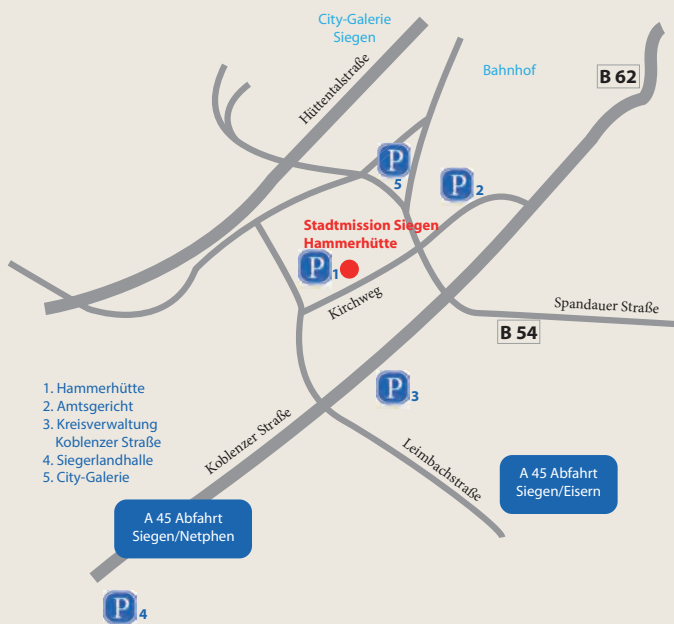 City-Galerie
Siegen
Bahnhof
B 62
Hüttentalstraße
P
5
P
2
Stadtmission Siegen
Hammerhütte
P
1
Kirchweg
Spandauer Straße
B 54
P
3
1. Hammerhütte
2. Amtsgericht
3. Kreisverwaltung
Koblenzer Straße
4. Siegerlandhalle
5. City-Galerie
Koblenzer Straße
Leimbachstraße
A 45 Abfahrt
Siegen/Eisern
A 45 Abfahrt
Siegen/Netphen
P
4